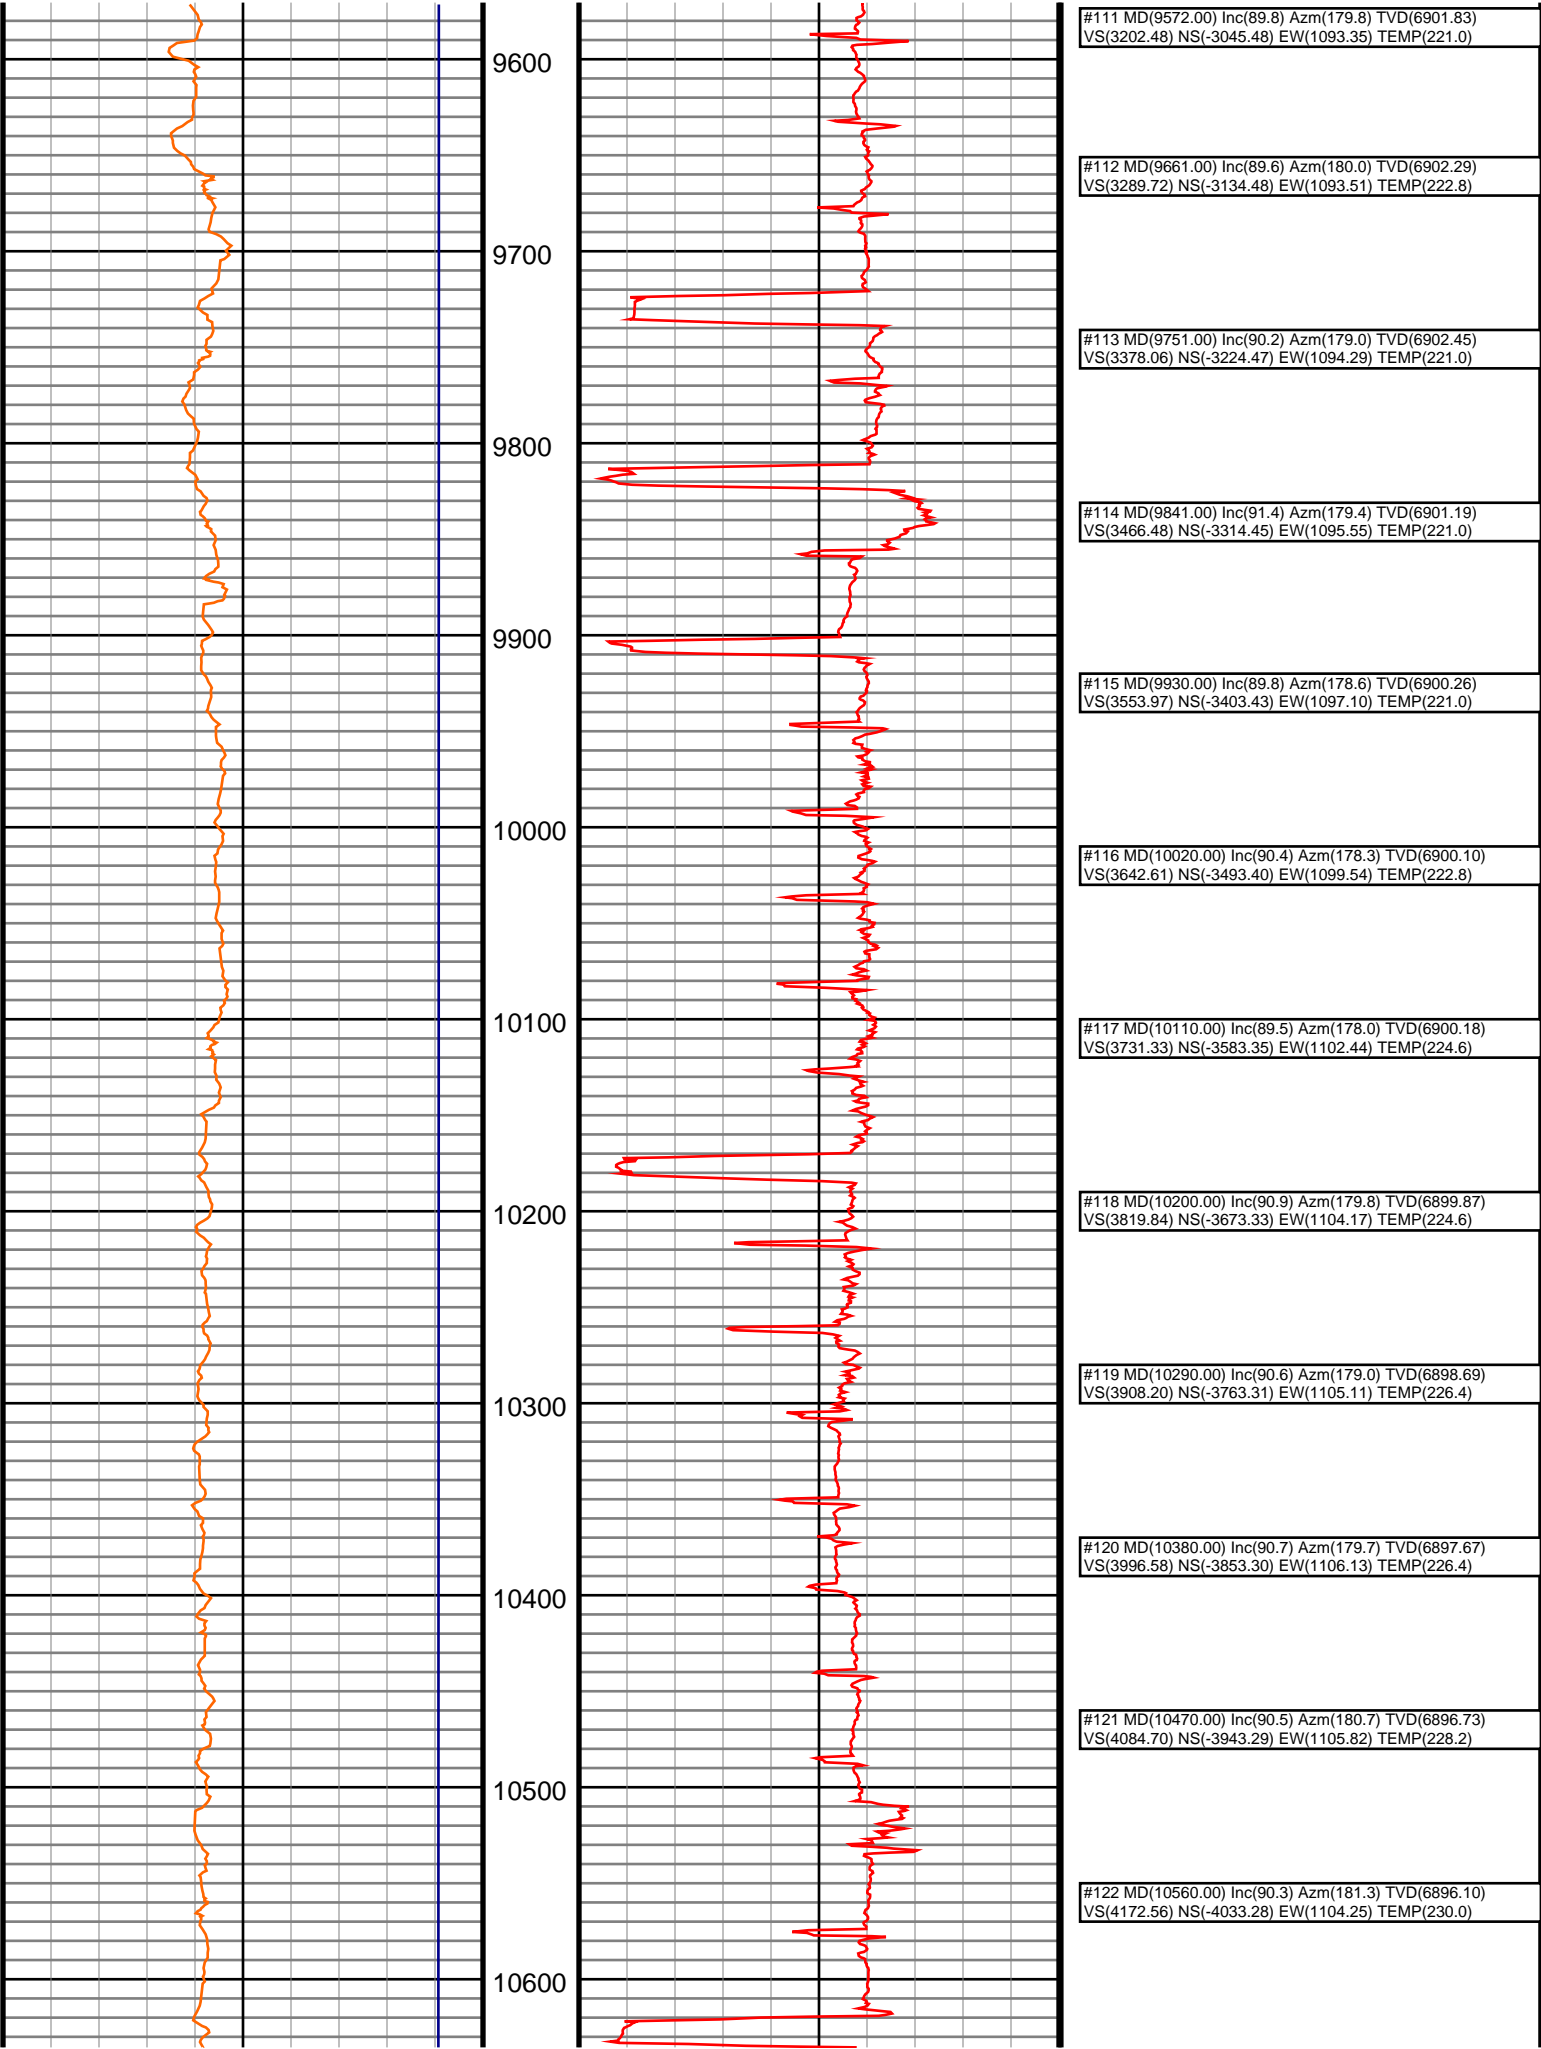 #111 MD(9572.00) Inc(89.8) Azm(179.8) TVD(6901.83)
VS(3202.48) NS(-3045.48) EW(1093.35) TEMP(221.0)
9600
#112 MD(9661.00) Inc(89.6) Azm(180.0) TVD(6902.29)
VS(3289.72) NS(-3134.48) EW(1093.51) TEMP(222.8)
9700
#113 MD(9751.00) Inc(90.2) Azm(179.0) TVD(6902.45)
VS(3378.06) NS(-3224.47) EW(1094.29) TEMP(221.0)
9800
#114 MD(9841.00) Inc(91.4) Azm(179.4) TVD(6901.19)
VS(3466.48) NS(-3314.45) EW(1095.55) TEMP(221.0)
9900
#115 MD(9930.00) Inc(89.8) Azm(178.6) TVD(6900.26)
VS(3553.97) NS(-3403.43) EW(1097.10) TEMP(221.0)
10000
#116 MD(10020.00) Inc(90.4) Azm(178.3) TVD(6900.10)
VS(3642.61) NS(-3493.40) EW(1099.54) TEMP(222.8)
10100
#117 MD(10110.00) Inc(89.5) Azm(178.0) TVD(6900.18)
VS(3731.33) NS(-3583.35) EW(1102.44) TEMP(224.6)
10200
#118 MD(10200.00) Inc(90.9) Azm(179.8) TVD(6899.87)
VS(3819.84) NS(-3673.33) EW(1104.17) TEMP(224.6)
#119 MD(10290.00) Inc(90.6) Azm(179.0) TVD(6898.69)
VS(3908.20) NS(-3763.31) EW(1105.11) TEMP(226.4)
10300
#120 MD(10380.00) Inc(90.7) Azm(179.7) TVD(6897.67)
VS(3996.58) NS(-3853.30) EW(1106.13) TEMP(226.4)
10400
#121 MD(10470.00) Inc(90.5) Azm(180.7) TVD(6896.73)
VS(4084.70) NS(-3943.29) EW(1105.82) TEMP(228.2)
10500
#122 MD(10560.00) Inc(90.3) Azm(181.3) TVD(6896.10)
VS(4172.56) NS(-4033.28) EW(1104.25) TEMP(230.0)
10600